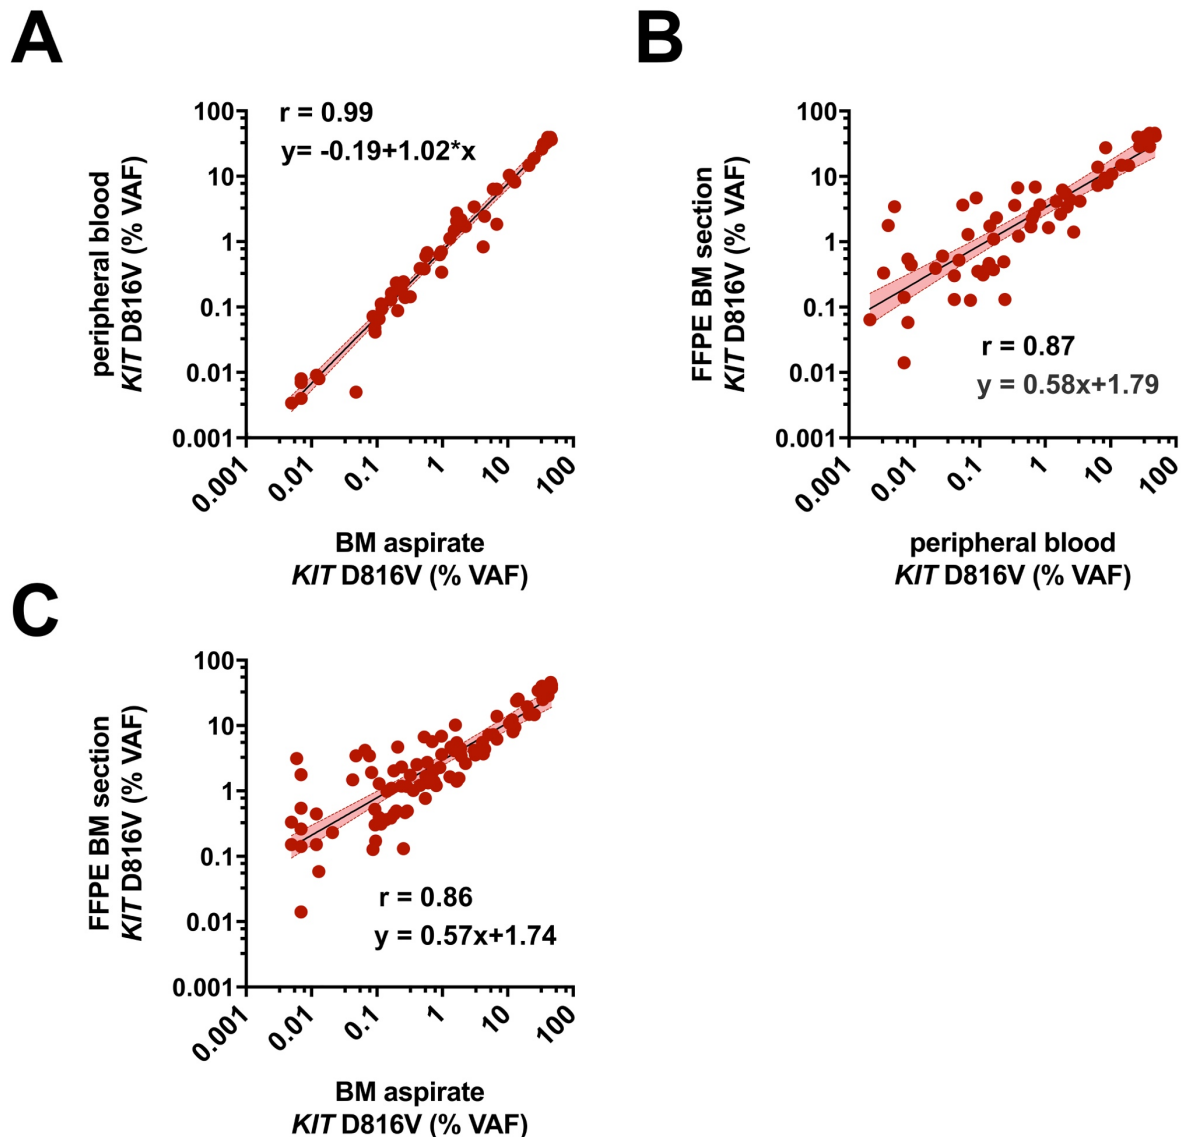 A
r = 0.99
y= -0.19+1.02*x
peripheral blood
KIT D816V (% VAF)
100
10
1
0.1
0.01
0.001
0.001
0.01
0.1
1
10
100
BM aspirate
KIT D816V (% VAF)
B
FFPE BM section
KIT D816V (% VAF)
100
10
1
0.1
0.01
0.001
r = 0.87
y = 0.58x+1.79
0.001
0.01
0.1
1
10
100
peripheral blood
KIT D816V (% VAF)
C
FFPE BM section
KIT D816V (% VAF)
100
10
1
0.1
0.01
0.001
r = 0.86
y = 0.57x+1.74
0.001
0.01
0.1
1
10
100
BM aspirate
KIT D816V (% VAF)